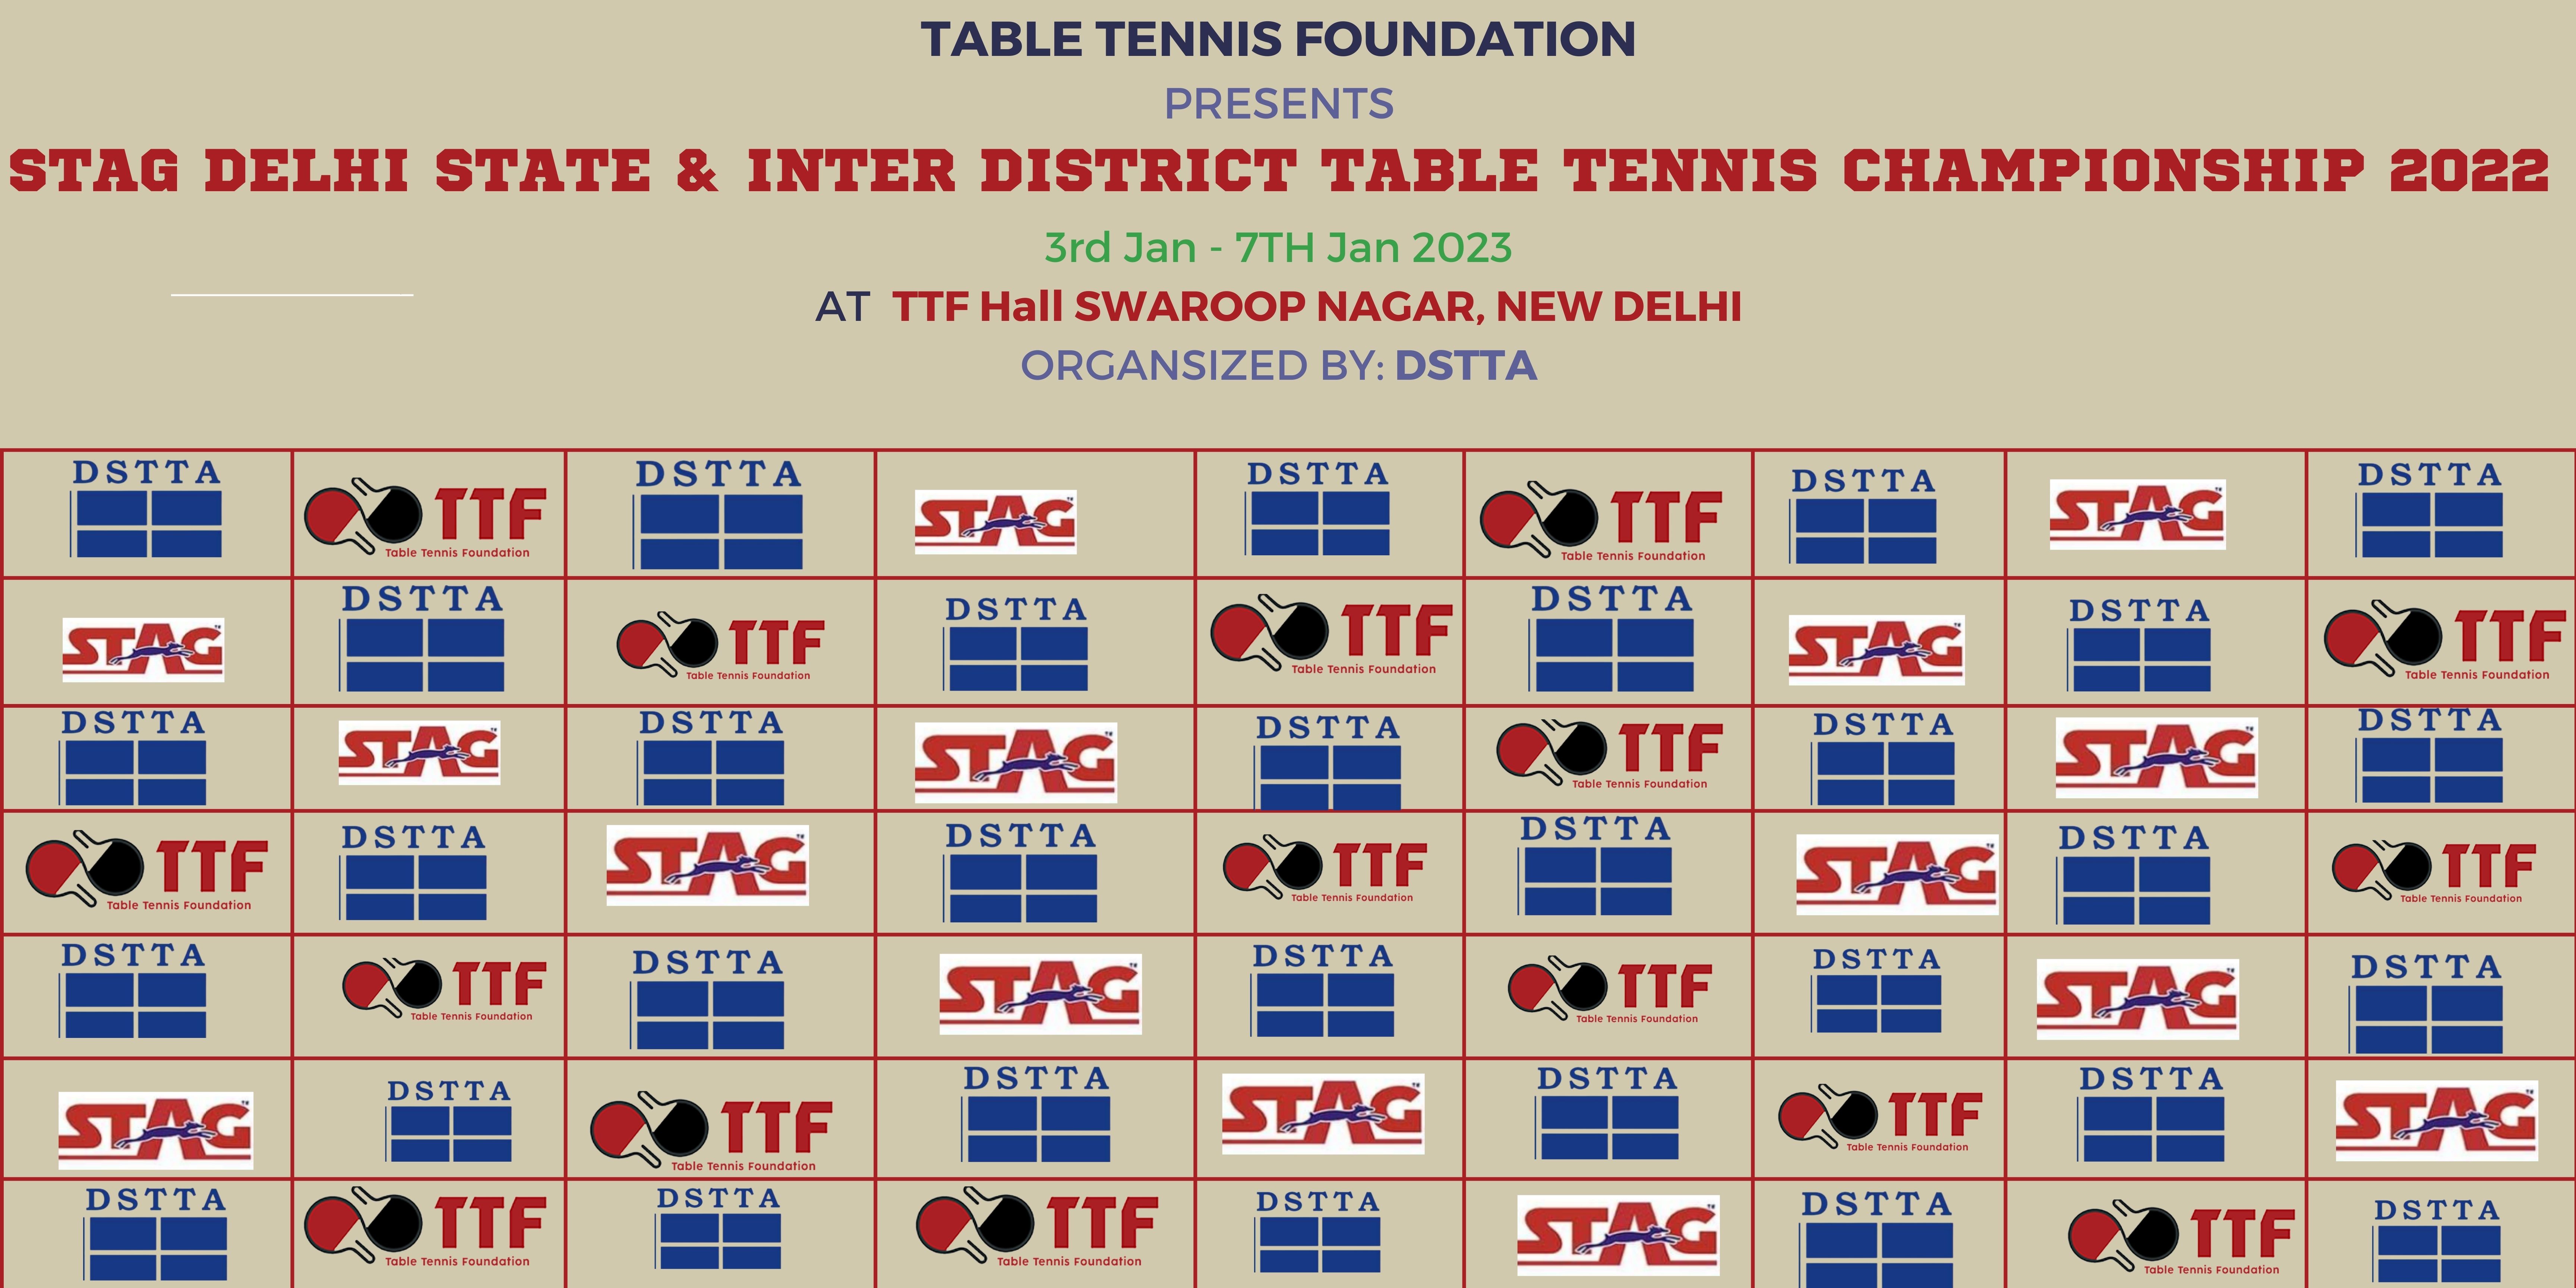 TABLE TENNIS FOUNDATION
PRESENTS
STAG DELHI STATE & INTER DISTRICT TABLE TENNIS CHAMPIONSHIP 2022
3rd Jan - 7TH Jan 2023
AT TTF Hall SWAROOP NAGAR, NEW DELHI
ORGANSIZED BY: DSTTA
DSTTA TTF Table Tennis Foundation DSTTA STAG DSTTA TTF Table Tennis Foundation DSTTA STAG DSTTA
STAG DSTTA TTF Table Tennis Foundation DSTTA TTF Table Tennis Foundation DSTTA STAG DSTTA TTF Table Tennis Foundation
DSTTA STAG DSTTA STAG DSTTA TTF Table Tennis Foundation DSTTA STAG DSTTA
TTF Table Tennis Foundation DSTTA STAG DSTTA TTF Table Tennis Foundation DSTTA STAG DSTTA TTF Table Tennis Foundation
DSTTA TTF Table Tennis Foundation DSTTA STAG DSTTA TTF Table Tennis Foundation DSTTA STAG DSTTA
STAG DSTTA TTF Table Tennis Foundation DSTTA STAG DSTTA TTF Table Tennis Foundation DSTTA STAG
DSTTA TTF Table Tennis Foundation DSTTA TTF Table Tennis Foundation DSTTA STAG DSTTA TTF Table Tennis Foundation DSTTA